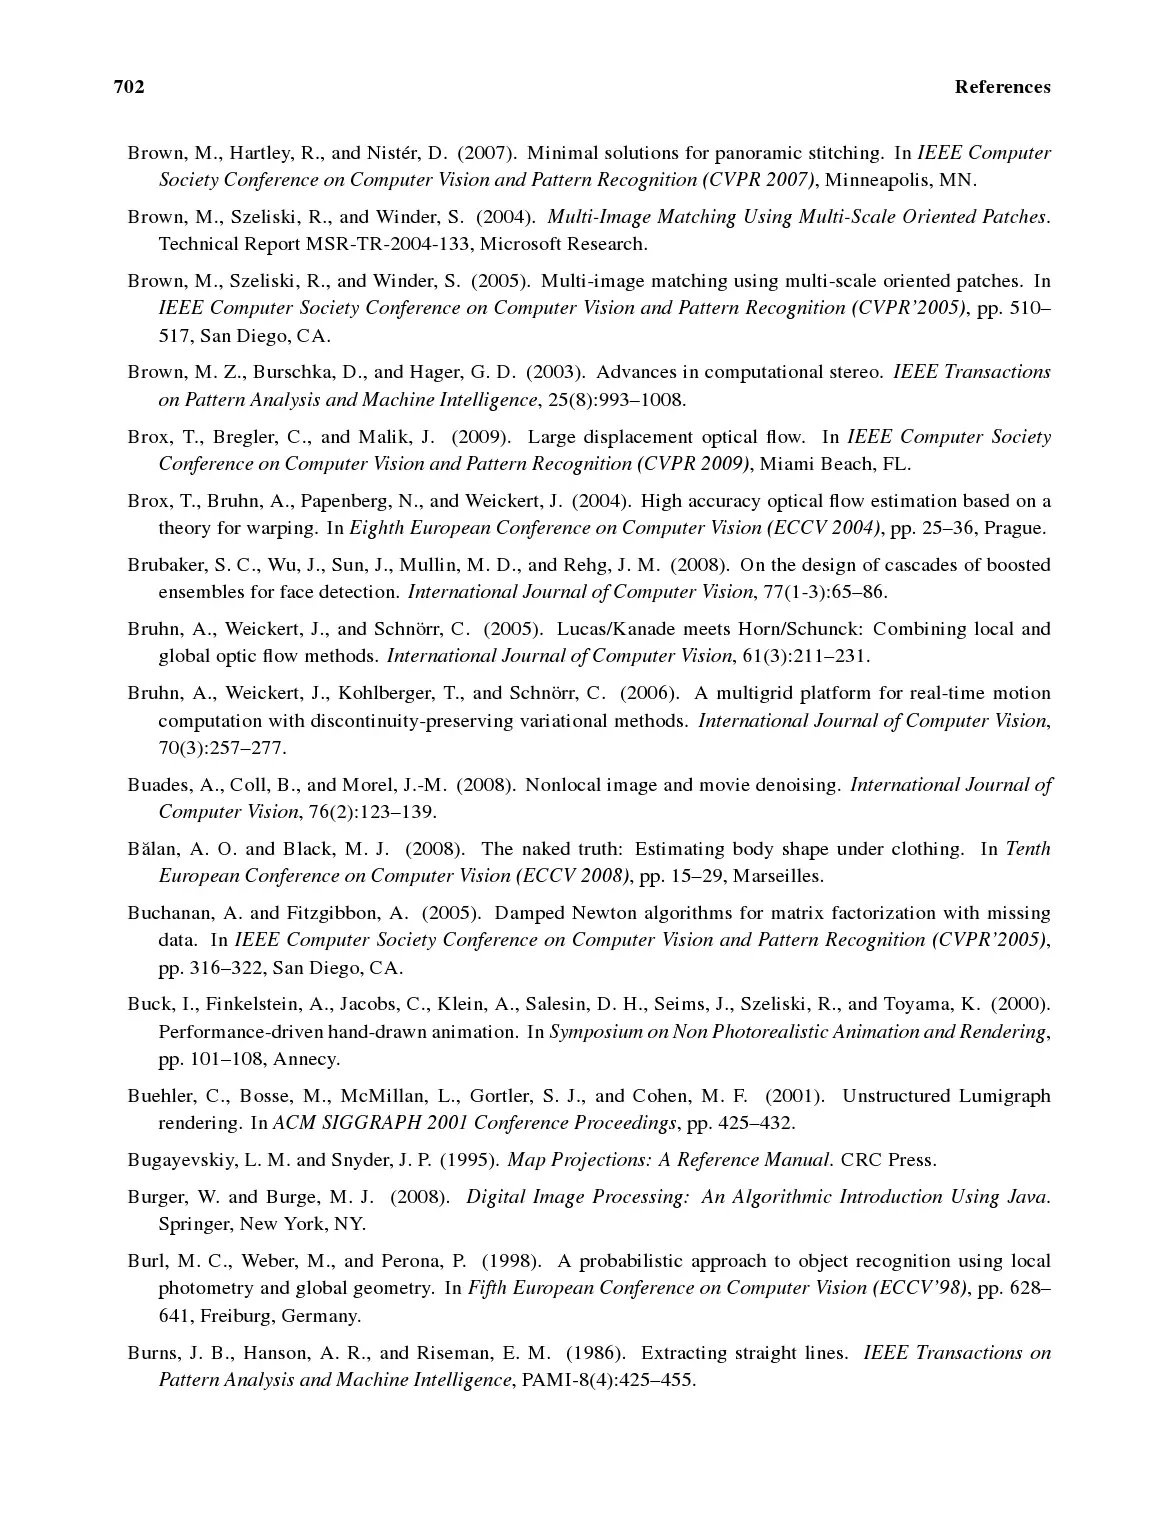 702 References
Brown, M., Hartley, R., and Nistér, D. (2007). Minimal solutions for panoramic stitching. In IEEE Computer
Society Conference on Computer Vision and Pattern Recognition (CVPR 2007), Minneapolis, MN.
Brown, M., Szeliski, R., and Winder, S. (2004). Multi-Image Matching Using Multi-Scale Oriented Patches.
Technical Report MSR-TR-2004-133, Microsoft Research.
Brown, M., Szeliski, R., and Winder, S. (2005). Multi-image matching using multi-scale oriented patches. In
IEEE Computer Society Conference on Computer Vision and Pattern Recognition (CVPR’2005), pp. 510–
517, San Diego, CA.
Brown, M. Z., Burschka, D., and Hager, G. D. (2003). Advances in computational stereo. IEEE Transactions
on Pattern Analysis and Machine Intelligence, 25(8):993–1008.
Brox, T., Bregler, C., and Malik, J. (2009). Large displacement optical flow. In IEEE Computer Society
Conference on Computer Vision and Pattern Recognition (CVPR 2009), Miami Beach, FL.
Brox, T., Bruhn, A., Papenberg, N., and Weickert, J. (2004). High accuracy optical flow estimation based on a
theory for warping. In Eighth European Conference on Computer Vision (ECCV 2004), pp. 25–36, Prague.
Brubaker, S. C., Wu, J., Sun, J., Mullin, M. D., and Rehg, J. M. (2008). On the design of cascades of boosted
ensembles for face detection. International Journal of Computer Vision, 77(1-3):65–86.
Bruhn, A., Weickert, J., and Schnörr, C. (2005). Lucas/Kanade meets Horn/Schunck: Combining local and
global optic flow methods. International Journal of Computer Vision, 61(3):211–231.
Bruhn, A., Weickert, J., Kohlberger, T., and Schnörr, C. (2006). A multigrid platform for real-time motion
computation with discontinuity-preserving variational methods. International Journal of Computer Vision,
70(3):257–277.
Buades, A., Coll, B., and Morel, J.-M. (2008). Nonlocal image and movie denoising. International Journal of
Computer Vision, 76(2):123–139.
Bălan, A. O. and Black, M. J. (2008). The naked truth: Estimating body shape under clothing. In Tenth
European Conference on Computer Vision (ECCV 2008), pp. 15–29, Marseilles.
Buchanan, A. and Fitzgibbon, A. (2005). Damped Newton algorithms for matrix factorization with missing
data. In IEEE Computer Society Conference on Computer Vision and Pattern Recognition (CVPR’2005),
pp. 316–322, San Diego, CA.
Buck, I., Finkelstein, A., Jacobs, C., Klein, A., Salesin, D. H., Seims, J., Szeliski, R., and Toyama, K. (2000).
Performance-driven hand-drawn animation. In Symposium on Non Photorealistic Animation and Rendering,
pp. 101–108, Annecy.
Buehler, C., Bosse, M., McMillan, L., Gortler, S. J., and Cohen, M. F. (2001). Unstructured Lumigraph
rendering. In ACM SIGGRAPH 2001 Conference Proceedings, pp. 425–432.
Bugayevskiy, L. M. and Snyder, J. P. (1995). Map Projections: A Reference Manual. CRC Press.
Burger, W. and Burge, M. J. (2008). Digital Image Processing: An Algorithmic Introduction Using Java.
Springer, New York, NY.
Burl, M. C., Weber, M., and Perona, P. (1998). A probabilistic approach to object recognition using local
photometry and global geometry. In Fifth European Conference on Computer Vision (ECCV’98), pp. 628–
641, Freiburg, Germany.
Burns, J. B., Hanson, A. R., and Riseman, E. M. (1986). Extracting straight lines. IEEE Transactions on
Pattern Analysis and Machine Intelligence, PAMI-8(4):425–455.